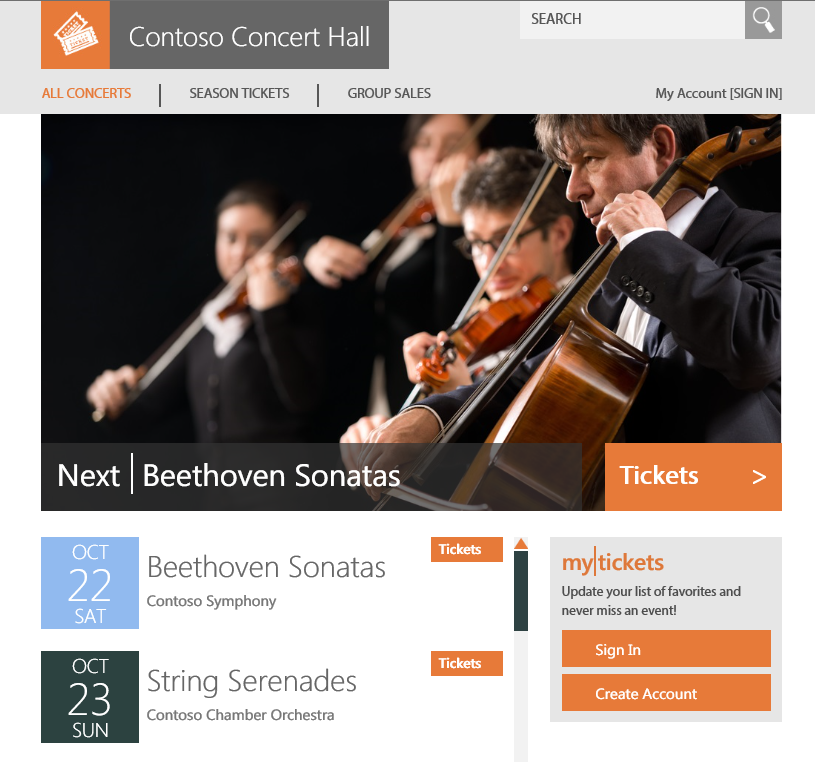 Contoso Concert Hall
SEARCH
ALL CONCERTS | SEASON TICKETS | GROUP SALES
My Account [SIGN IN]
Next | Beethoven Sonatas
Tickets >
OCT
22
SAT
Beethoven Sonatas
Contoso Symphony
Tickets
OCT
23
SUN
String Serenades
Contoso Chamber Orchestra
Tickets
my|tickets
Update your list of favorites and
never miss an event!
Sign In
Create Account